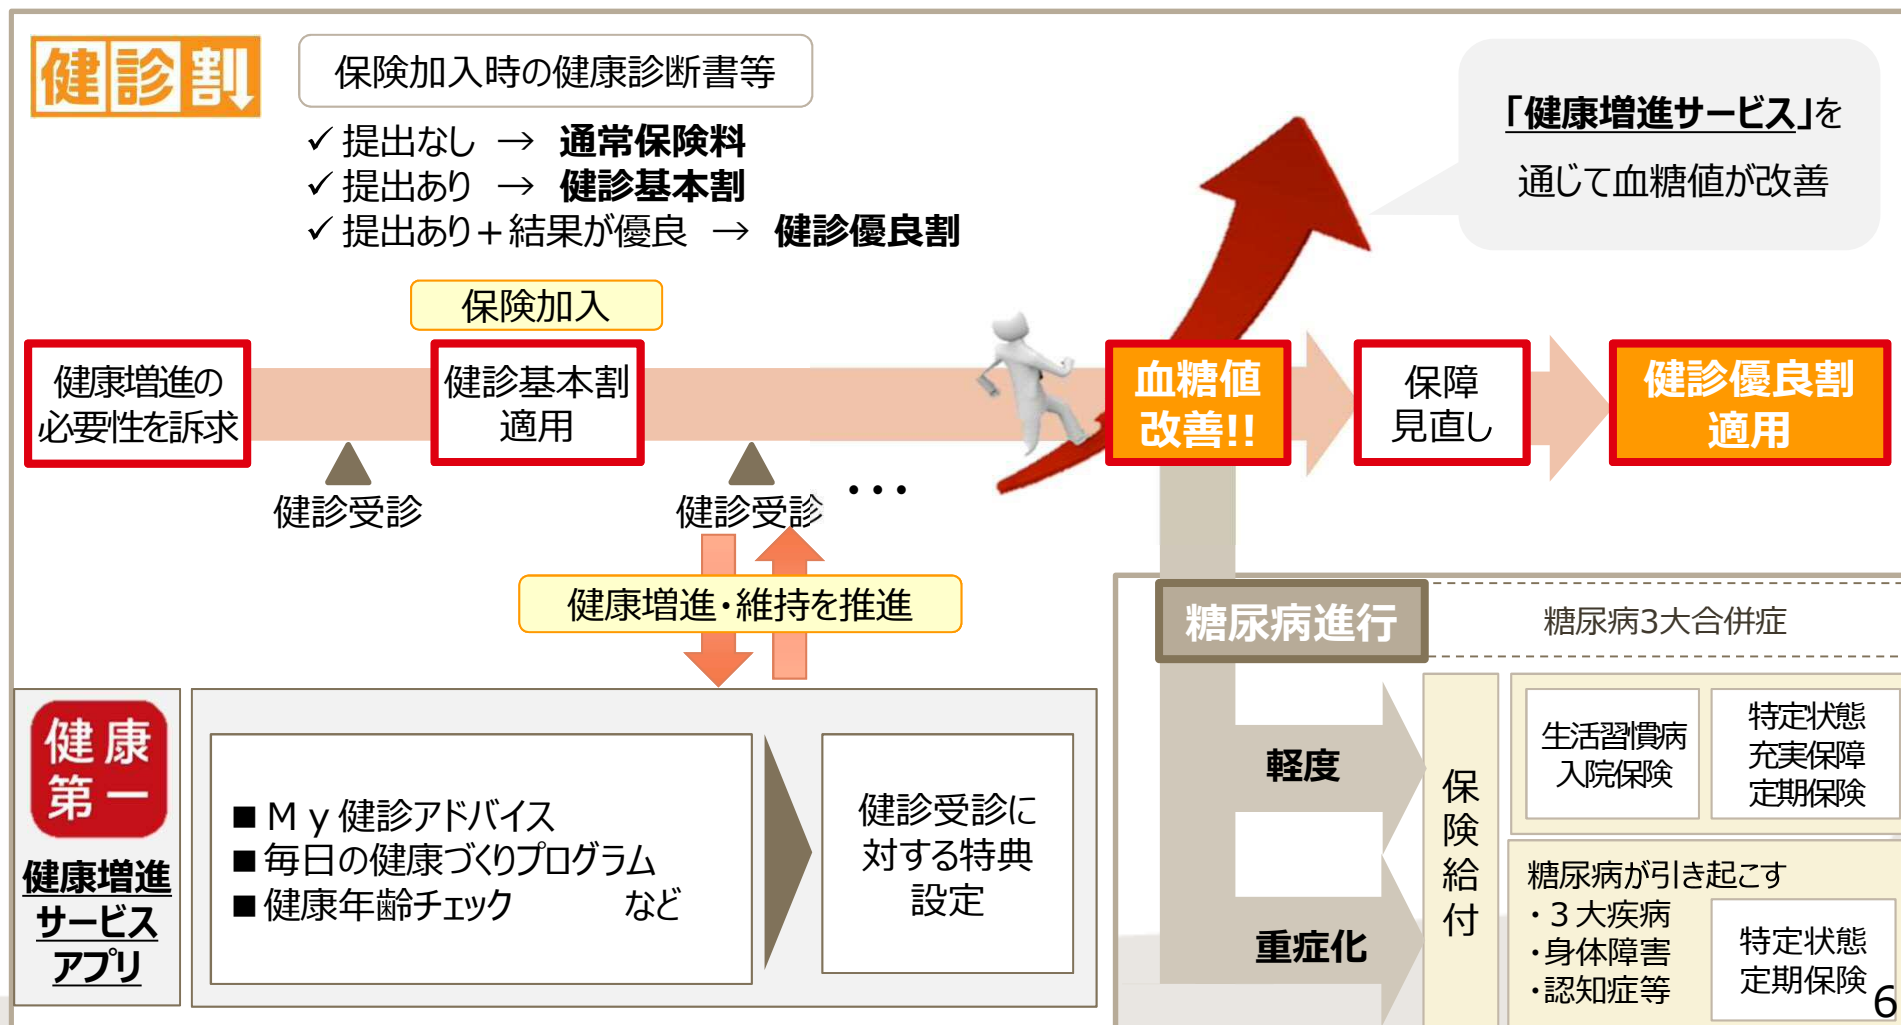 健診割
保険加入時の健康診断書等
✓ 提出なし → 通常保険料
✓ 提出あり → 健診基本割
✓ 提出あり＋結果が優良 → 健診優良割
「健康増進サービス」を
通じて血糖値が改善
保険加入
健康増進の
必要性を訴求
健診基本割
適用
血糖値
改善!!
保障
見直し
健診優良割
適用
健診受診
健診受診
・・・
健康増進・維持を推進
健康
第一
健康増進
サービス
アプリ
■ Ｍｙ健診アドバイス
■ 毎日の健康づくりプログラム
■ 健康年齢チェック など
健診受診に
対する特典
設定
糖尿病進行
糖尿病3大合併症
軽度
重症化
保険給付
生活習慣病
入院保険
特定状態
充実保障
定期保険
糖尿病が引き起こす
・３大疾病
・身体障害
・認知症等
特定状態
定期保険
6